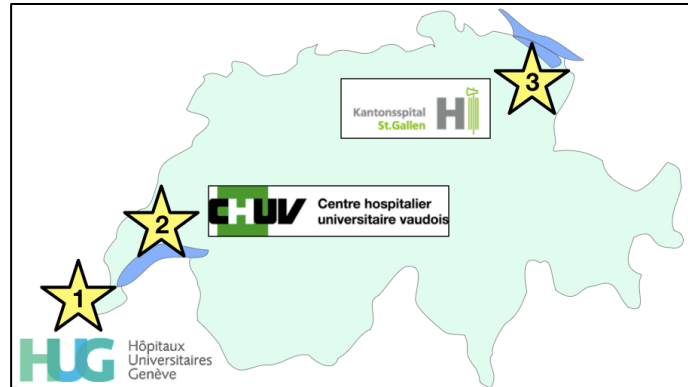 3
Kantonsspital
St.Gallen
H
2
CHUV
Centre hospitalier
universitaire vaudois
1
HUG
Hôpitaux
Universitaires
Genève